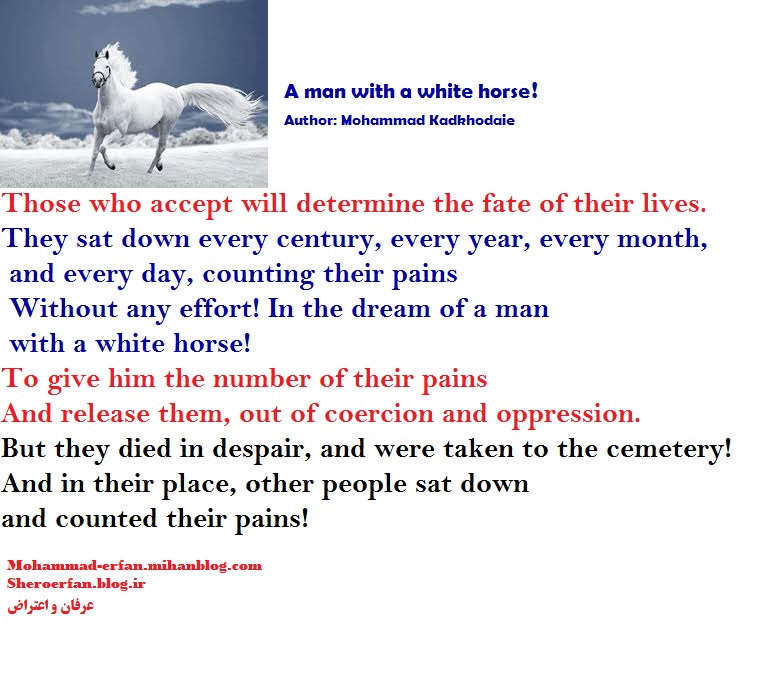 A man with a white horse!
Author: Mohammad Kadkhodaie
Those who accept will determine the fate of their lives.
They sat down every century, every year, every month,
and every day, counting their pains
Without any effort! In the dream of a man
with a white horse!
To give him the number of their pains
And release them, out of coercion and oppression.
But they died in despair, and were taken to the cemetery!
And in their place, other people sat down
and counted their pains!
Mohammad-erfan.mihanblog.com
Sheroerfan.blog.ir
عرفان و اعتراض